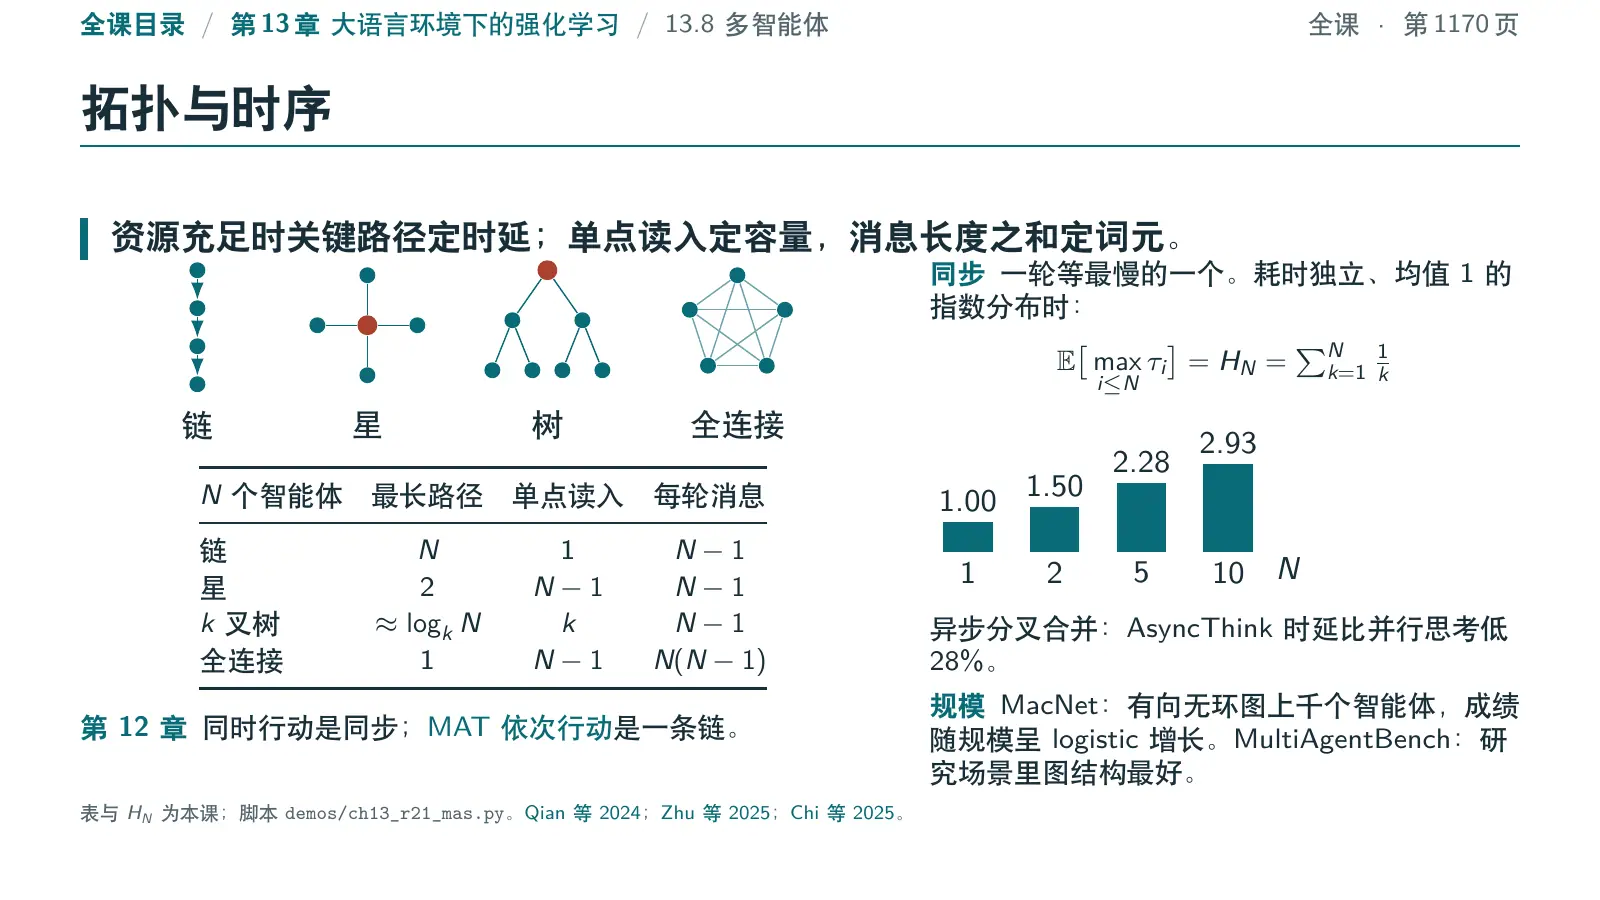 全课目录 / 第 13 章 大语言环境下的强化学习 / 13.8 多智能体
全课 · 第 1170 页
拓扑与时序
资源充足时关键路径定时延；单点读入定容量，消息长度之和定词元。
链 星 树 全连接
N 个智能体 最长路径 单点读入 每轮消息
链 N 1 N − 1
星 2 N − 1 N − 1
k 叉树 ≈ log_k N k N − 1
全连接 1 N − 1 N(N − 1)
第 12 章 同时行动是同步；MAT 依次行动是一条链。
同步 一轮等最慢的一个。耗时独立、均值 1 的
指数分布时：
𝔼[ max_{i≤N} τ_i ] = H_N = ∑_{k=1}^{N} 1/k
1.00 1.50 2.28 2.93
1 2 5 10 N
异步分叉合并：AsyncThink 时延比并行思考低
28%。
规模 MacNet：有向无环图上千个智能体，成绩
随规模呈 logistic 增长。MultiAgentBench：研
究场景里图结构最好。
表与 H_N 为本课；脚本 demos/ch13_r21_mas.py。Qian 等 2024；Zhu 等 2025；Chi 等 2025。